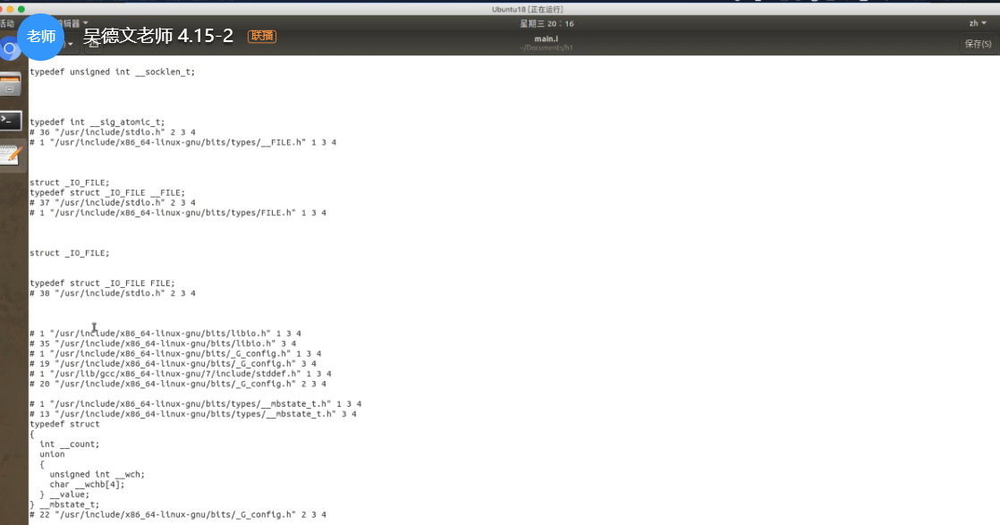 Ubuntu18 [正在运行]
活动
编辑器
星期三 20：16
zh
老师
吴德文老师 4.15-2
联播
main.i
~/Documents/h1
保存(S)
typedef unsigned int __socklen_t;
typedef int __sig_atomic_t;
# 36 "/usr/include/stdio.h" 2 3 4
# 1 "/usr/include/x86_64-linux-gnu/bits/types/__FILE.h" 1 3 4
struct _IO_FILE;
typedef struct _IO_FILE __FILE;
# 37 "/usr/include/stdio.h" 2 3 4
# 1 "/usr/include/x86_64-linux-gnu/bits/types/FILE.h" 1 3 4
struct _IO_FILE;
typedef struct _IO_FILE FILE;
# 38 "/usr/include/stdio.h" 2 3 4
# 1 "/usr/include/x86_64-linux-gnu/bits/libio.h" 1 3 4
# 35 "/usr/include/x86_64-linux-gnu/bits/libio.h" 3 4
# 1 "/usr/include/x86_64-linux-gnu/bits/_G_config.h" 1 3 4
# 19 "/usr/include/x86_64-linux-gnu/bits/_G_config.h" 3 4
# 1 "/usr/lib/gcc/x86_64-linux-gnu/7/include/stddef.h" 1 3 4
# 20 "/usr/include/x86_64-linux-gnu/bits/_G_config.h" 2 3 4
# 1 "/usr/include/x86_64-linux-gnu/bits/types/__mbstate_t.h" 1 3 4
# 13 "/usr/include/x86_64-linux-gnu/bits/types/__mbstate_t.h" 3 4
typedef struct
{
int __count;
union
{
unsigned int __wch;
char __wchb[4];
} __value;
} __mbstate_t;
# 22 "/usr/include/x86_64-linux-gnu/bits/_G_config.h" 2 3 4